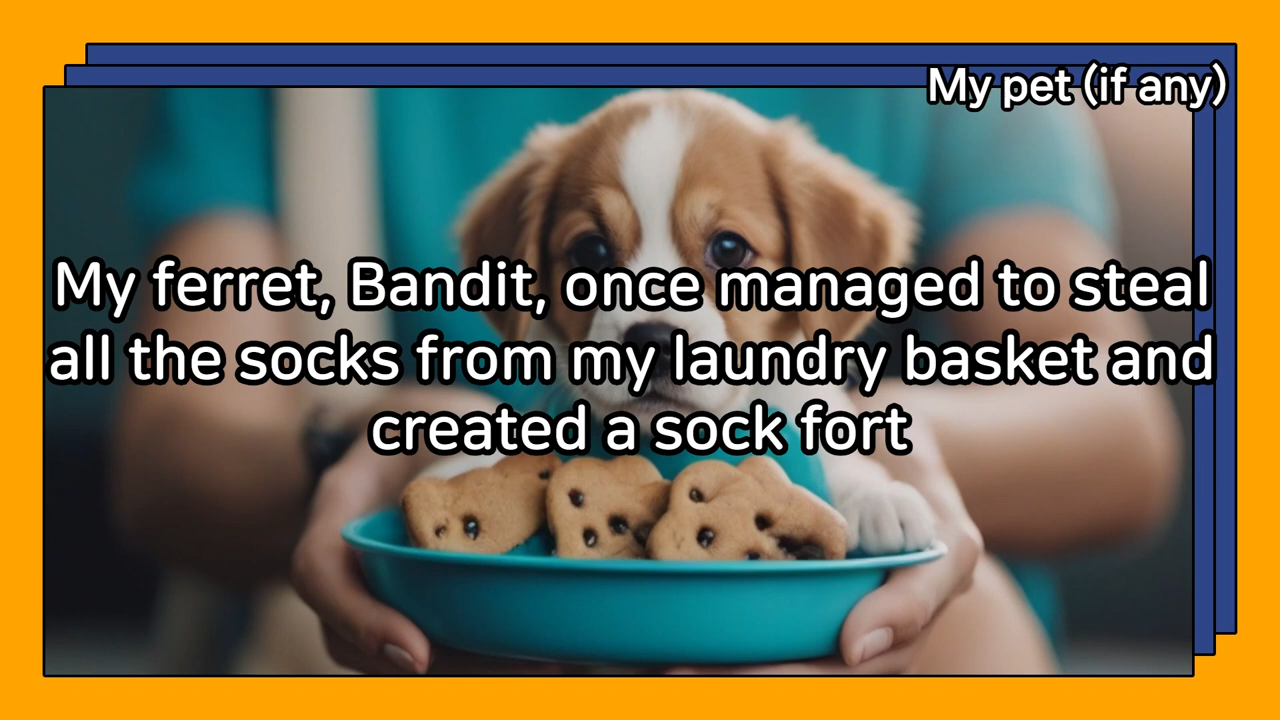 My pet (if any)
My ferret, Bandit, once managed to steal
all the socks from my laundry basket and
created a sock fort